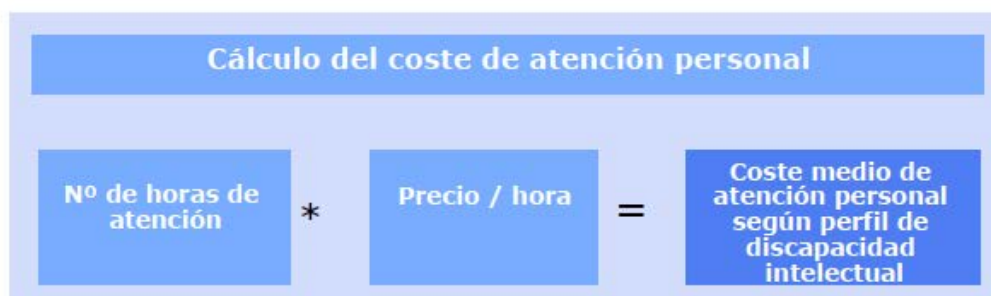 Cálculo del coste de atención personal
Nº de horas de
atención
*
Precio / hora
=
Coste medio de
atención personal
según perfil de
discapacidad
intelectual